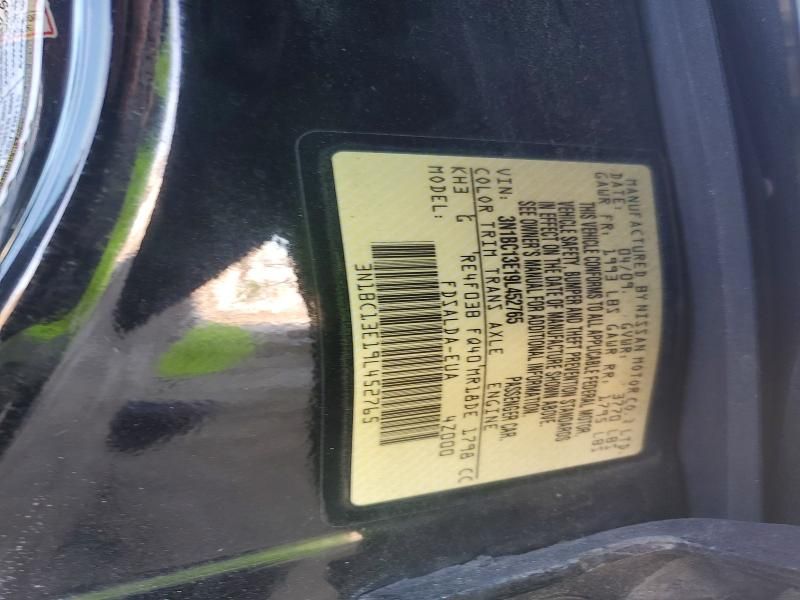 MANUFACTURED BY NISSAN MOTOR CO., LTD.
DATE: 04/09 GVWR: 3770 LBS
GAWR FR: 1993 LBS GAWR RR: 1795 LBS
THIS VEHICLE CONFORMS TO ALL APPLICABLE FEDERAL MOTOR
VEHICLE SAFETY, BUMPER AND THEFT PREVENTION STANDARDS
IN EFFECT ON THE DATE OF MANUFACTURE SHOWN ABOVE.
SEE OWNER'S MANUAL FOR ADDITIONAL INFORMATION.
VIN: 3N1BC13E19L452765 PASSENGER CAR
COLOR TRIM TRANS AXLE ENGINE
KH3 C RE4F03B FQ40 MR18DE 1798 CC
MODEL: FDSALDA-EUA 4Z000
3N1BC13E19L452765